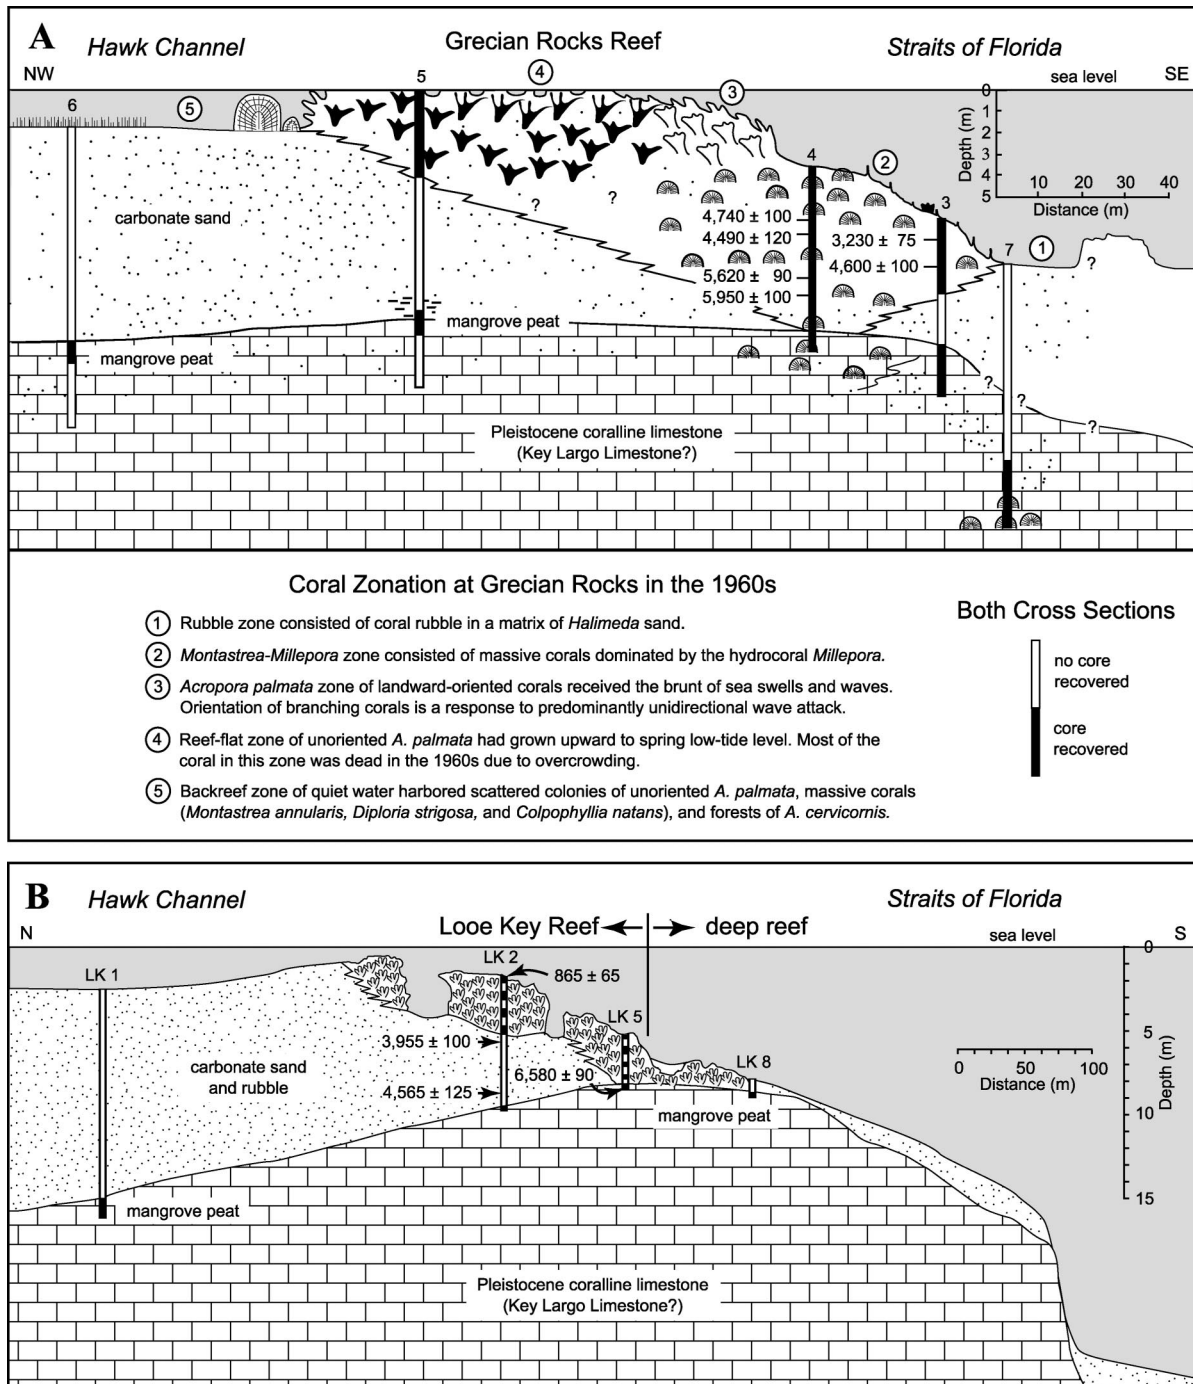 A
Hawk Channel
Grecian Rocks Reef
Straits of Florida
NW
sea level
SE
6
5
5
4
3
4
2
3
7
1
0
1
2
3
4
5
Depth (m)
10 20 30 40
Distance (m)
carbonate sand
?
?
4,740 ± 100
4,490 ± 120
5,620 ± 90
5,950 ± 100
3,230 ± 75
4,600 ± 100
?
?
mangrove peat
mangrove peat
?
?
?
Pleistocene coralline limestone
(Key Largo Limestone?)
Coral Zonation at Grecian Rocks in the 1960s
1 Rubble zone consisted of coral rubble in a matrix of Halimeda sand.
2 Montastrea-Millepora zone consisted of massive corals dominated by the hydrocoral Millepora.
3 Acropora palmata zone of landward-oriented corals received the brunt of sea swells and waves.
Orientation of branching corals is a response to predominantly unidirectional wave attack.
4 Reef-flat zone of unoriented A. palmata had grown upward to spring low-tide level. Most of the
coral in this zone was dead in the 1960s due to overcrowding.
5 Backreef zone of quiet water harbored scattered colonies of unoriented A. palmata, massive corals
(Montastrea annularis, Diploria strigosa, and Colpophyllia natans), and forests of A. cervicornis.
Both Cross Sections
no core
recovered
core
recovered
B
Hawk Channel
Straits of Florida
N
Looe Key Reef
deep reef
sea level
S
LK 1
LK 2
865 ± 65
LK 5
LK 8
3,955 ± 100
4,565 ± 125
6,580 ± 90
carbonate sand
and rubble
0 50 100
Distance (m)
0
5
10
15
Depth (m)
mangrove peat
mangrove peat
Pleistocene coralline limestone
(Key Largo Limestone?)